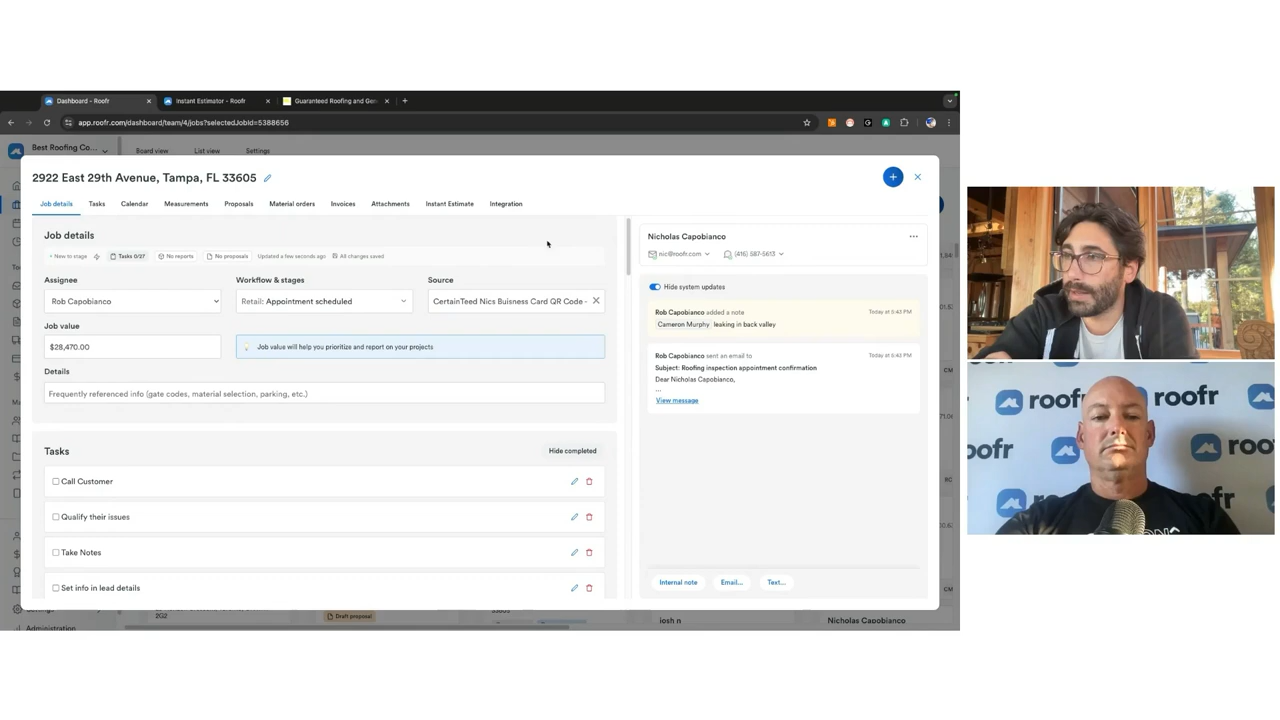 Dashboard - Roofr
Instant Estimator - Roofr
Guaranteed Roofing and Gen
app.roofr.com/dashboard/team/4/jobs?selectedJobId=5388656
Best Roofing Co...
Board view
List view
Settings
2922 East 29th Avenue, Tampa, FL 33605
Job details
Tasks
Calendar
Measurements
Proposals
Material orders
Invoices
Attachments
Instant Estimate
Integration
Job details
• New to stage
Tasks 0/27
No reports
No proposals
Updated a few seconds ago
All changes saved
Assignee
Workflow & stages
Source
Rob Capobianco
Retail: Appointment scheduled
CertainTeed Nics Buisness Card QR Code -
Job value
$28,470.00
Job value will help you prioritize and report on your projects
Details
Frequently referenced info (gate codes, material selection, parking, etc.)
Tasks
Hide completed
Call Customer
Qualify their issues
Take Notes
Set info in lead details
Nicholas Capobianco
nic@roofr.com
(416) 587-5613
Hide system updates
Rob Capobianco added a note
Today at 5:43 PM
Cameron Murphy leaking in back valley
Rob Capobianco sent an email to
Today at 5:43 PM
Subject: Roofing inspection appointment confirmation
Dear Nicholas Capobianco,
...
View message
Internal note
Email...
Text...
2G2
Draft proposal
33605
josh n
Nicholas Capobianco
Administration
roofr
roofr
roofr
roo